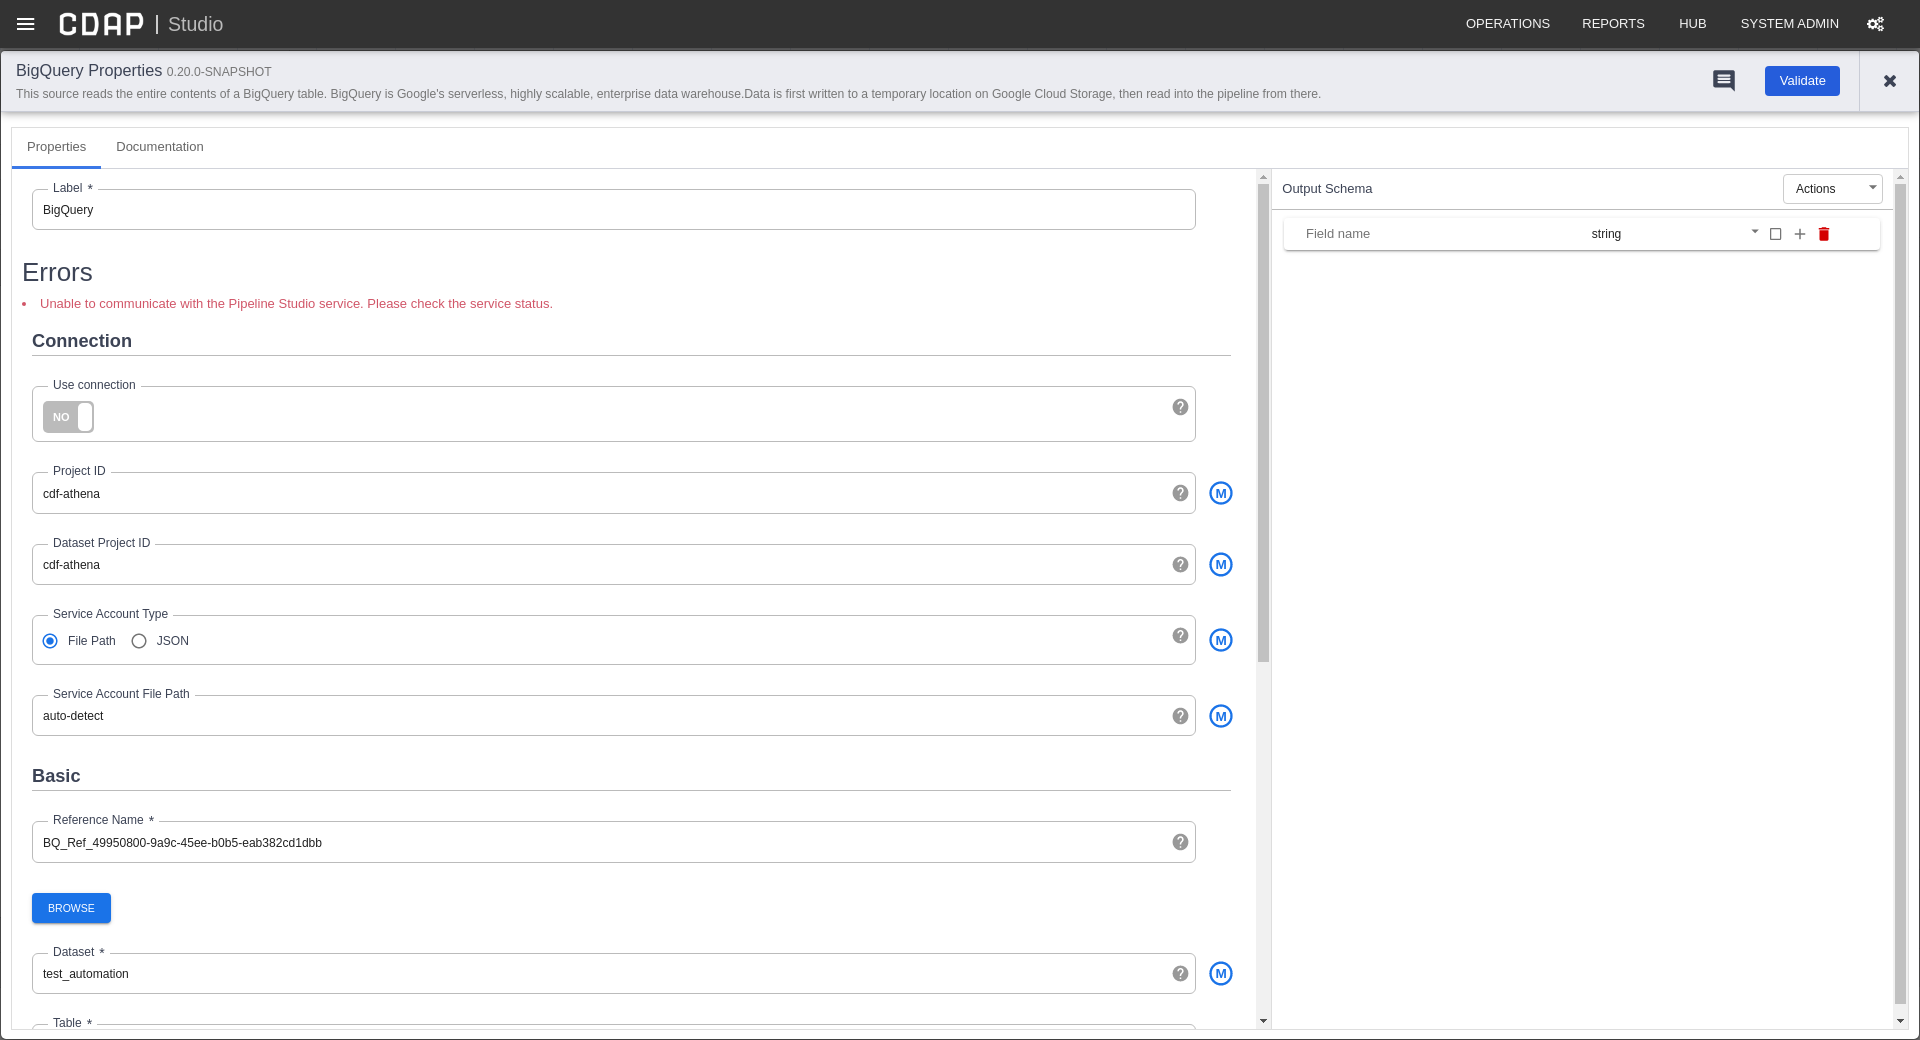 CDAP | Studio
OPERATIONS REPORTS HUB SYSTEM ADMIN
BigQuery Properties 0.20.0-SNAPSHOT
This source reads the entire contents of a BigQuery table. BigQuery is Google's serverless, highly scalable, enterprise data warehouse.Data is first written to a temporary location on Google Cloud Storage, then read into the pipeline from there.
Validate
Properties Documentation
Label *
BigQuery
Output Schema
Actions
Field name string
Errors
Unable to communicate with the Pipeline Studio service. Please check the service status.
Connection
Use connection
NO
Project ID
cdf-athena
M
Dataset Project ID
cdf-athena
M
Service Account Type
File Path JSON
M
Service Account File Path
auto-detect
M
Basic
Reference Name *
BQ_Ref_49950800-9a9c-45ee-b0b5-eab382cd1dbb
BROWSE
Dataset *
test_automation
M
Table *